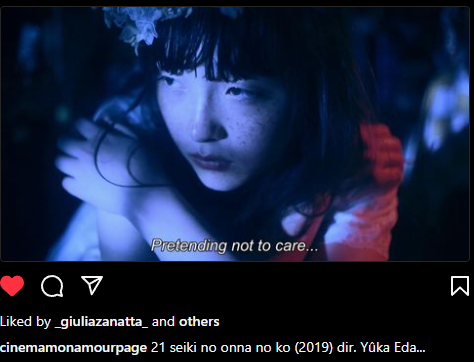 Pretending not to care...
Liked by _giuliazanatta_ and others
cinemamonamourpage 21 seiki no onna no ko (2019) dir. Yûka Eda...